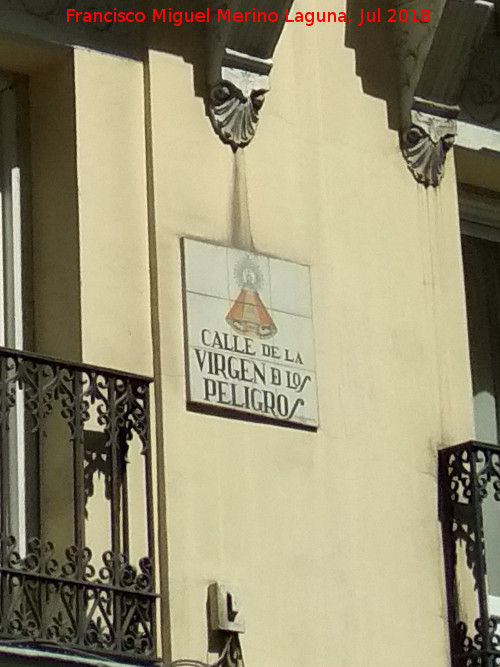 Francisco Miguel Merino Laguna. Jul 2018
CALLE DE LA
VIRGEN DE LOS
PELIGROS